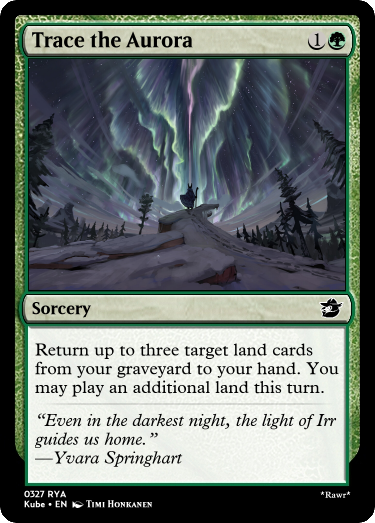 Trace the Aurora 1
Sorcery
Return up to three target land cards
from your graveyard to your hand. You
may play an additional land this turn.
“Even in the darkest night, the light of Irr
guides us home.”
—Yvara Springhart
0327 RYA
Kube • EN Timi Honkanen
*Rawr*